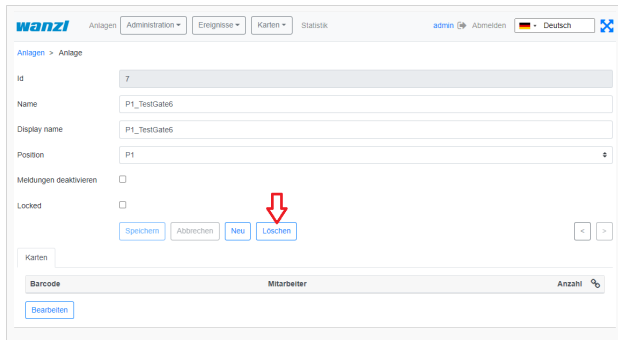 wanzl Anlagen Administration Ereignisse Karten Statistik admin Abmelden Deutsch
Anlagen > Anlage
Id 7
Name P1_TestGate6
Display name P1_TestGate6
Position P1
Meldungen deaktivieren
Locked
Speichern Abbrechen Neu Löschen < >
Karten
Barcode Mitarbeiter Anzahl
Bearbeiten